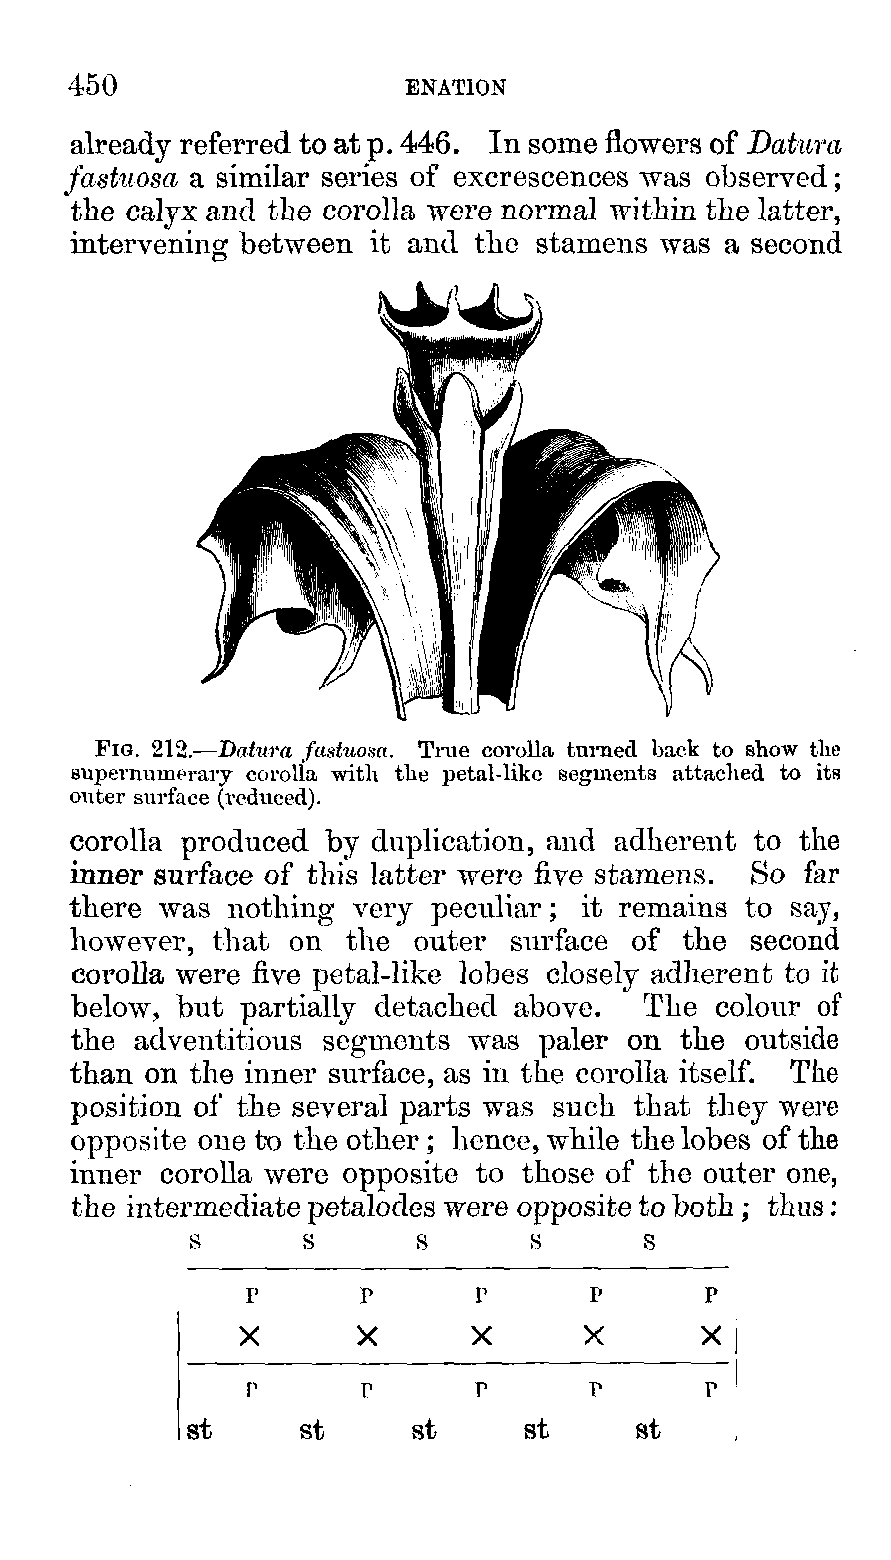 450 ENATION
already referred to at p. 446. In some flowers of Datura
fastuosa a similar series of excrescences was observed;
the calyx and the corolla were normal within the latter,
intervening between it and the stamens was a second
FIG. 212.—Datura fastuosa. True corolla turned back to show the
supernumerary corolla with the petal-like segments attached to its
outer surface (reduced).
corolla produced by duplication, and adherent to the
inner surface of this latter were five stamens. So far
there was nothing very peculiar; it remains to say,
however, that on the outer surface of the second
corolla were five petal-like lobes closely adherent to it
below, but partially detached above. The colour of
the adventitious segments was paler on the outside
than on the inner surface, as in the corolla itself. The
position of the several parts was such that they were
opposite one to the other; hence, while the lobes of the
inner corolla were opposite to those of the outer one,
the intermediate petalodes were opposite to both; thus:
S S S S S
P P P P P
× × × × ×
P P P P P
st st st st st